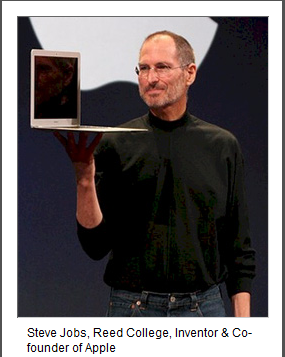 Steve Jobs, Reed College, Inventor & Co-
founder of Apple